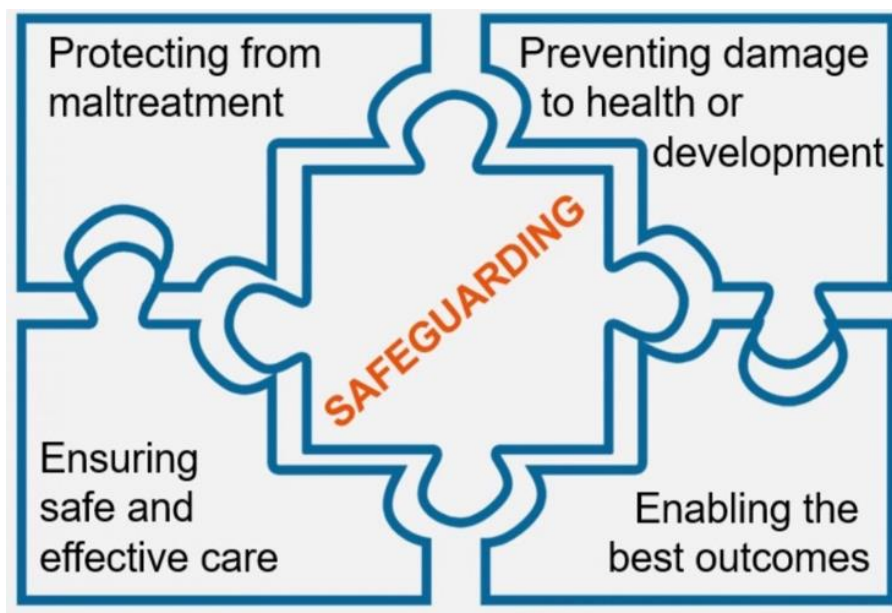 Protecting from
maltreatment
Preventing damage
to health or
development
SAFEGUARDING
Ensuring
safe and
effective care
Enabling the
best outcomes